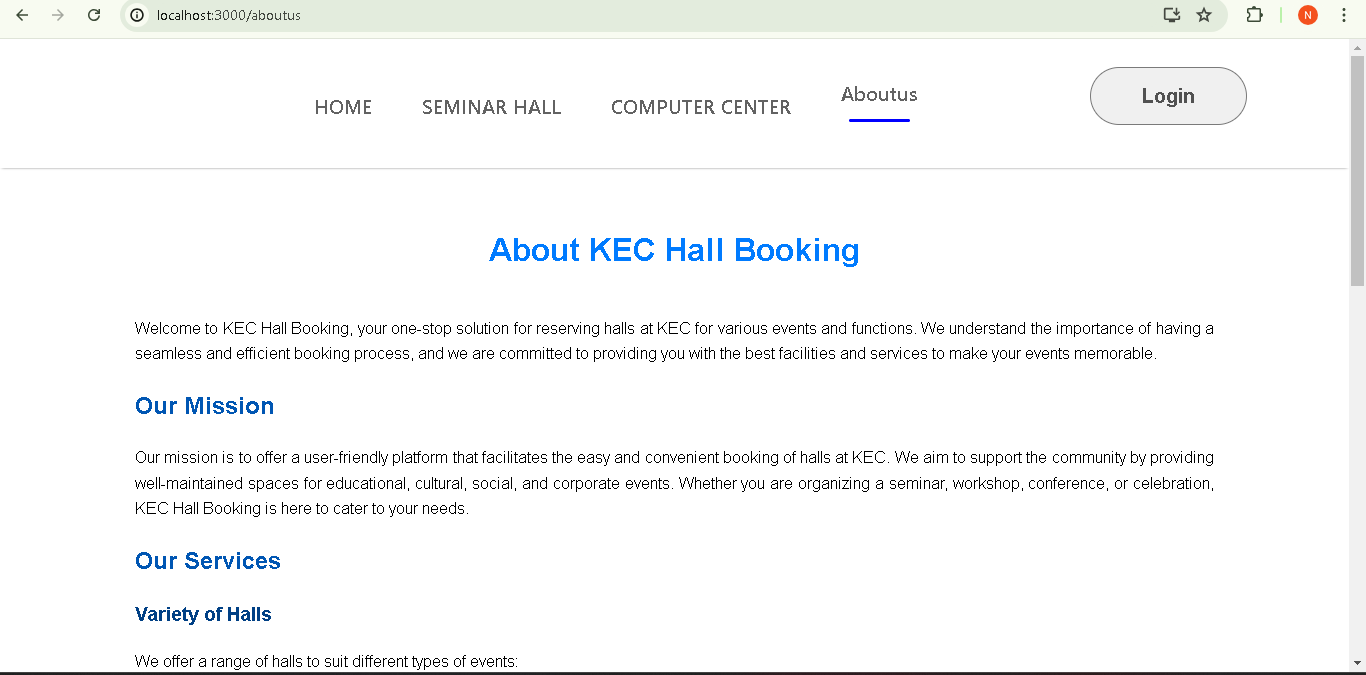 localhost:3000/aboutus
N
HOME SEMINAR HALL COMPUTER CENTER Aboutus Login
About KEC Hall Booking
Welcome to KEC Hall Booking, your one-stop solution for reserving halls at KEC for various events and functions. We understand the importance of having a
seamless and efficient booking process, and we are committed to providing you with the best facilities and services to make your events memorable.
Our Mission
Our mission is to offer a user-friendly platform that facilitates the easy and convenient booking of halls at KEC. We aim to support the community by providing
well-maintained spaces for educational, cultural, social, and corporate events. Whether you are organizing a seminar, workshop, conference, or celebration,
KEC Hall Booking is here to cater to your needs.
Our Services
Variety of Halls
We offer a range of halls to suit different types of events: